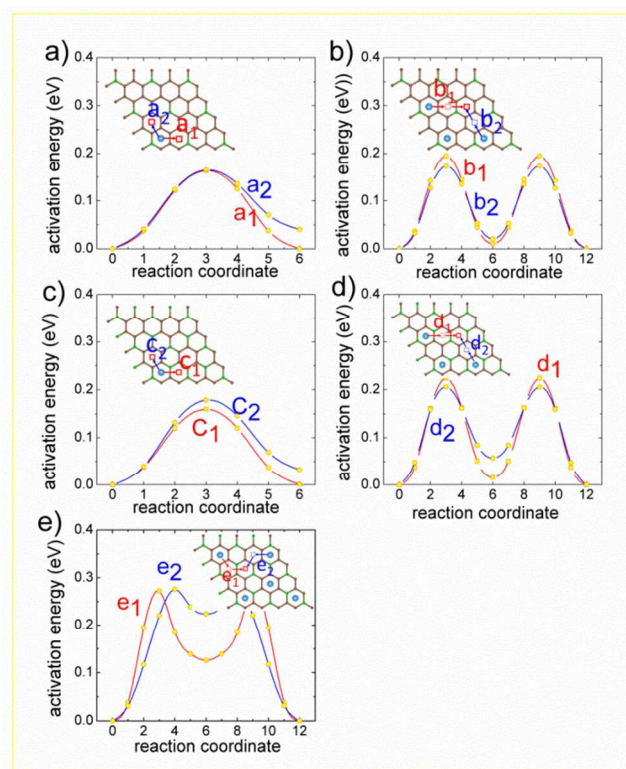 a)
activation energy (eV)
0.4
0.3
0.2
0.1
0.0
a2
a1
a2
a1
0 1 2 3 4 5 6
reaction coordinate
b)
activation energy (eV))
0.4
0.3
0.2
0.1
0.0
b1
b2
b1
b2
0 2 4 6 8 10 12
reaction coordinate
c)
activation energy (eV)
0.4
0.3
0.2
0.1
0.0
c2
c1
C2
C1
0 1 2 3 4 5 6
reaction coordinate
d)
activation energy (eV)
0.4
0.3
0.2
0.1
0.0
d1
d2
d1
d2
0 2 4 6 8 10 12
reaction coordinate
e)
activation energy (eV)
0.4
0.3
0.2
0.1
0.0
e1
e2
e2
e1
0 2 4 6 8 10 12
reaction coordinate